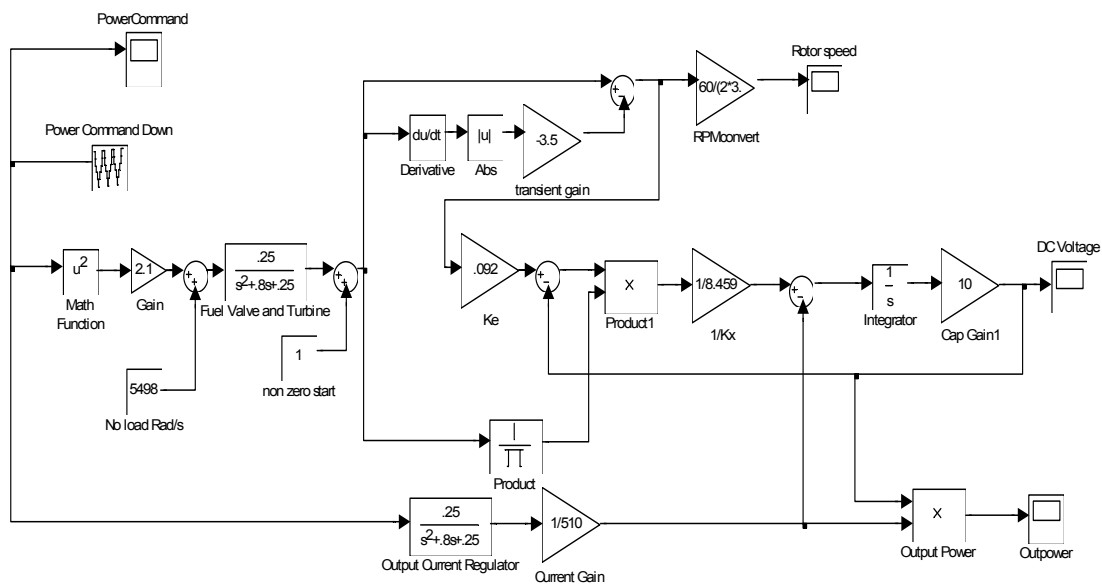 PowerCommand
Rotor speed
60/(2*3.
RPMconvert
Power Command Down
du/dt
|u|
-3.5
Derivative
Abs
transient gain
u²
2.1
.25
s²+.8s+.25
Math
Function
Gain
Fuel Valve and Turbine
.092
Ke
X
Product1
1/8.459
1/Kx
1
s
Integrator
10
Cap Gain1
DC Voltage
5498
No load Rad/s
1
non zero start
Product
.25
s²+.8s+.25
Output Current Regulator
1/510
Current Gain
X
Output Power
Outpower